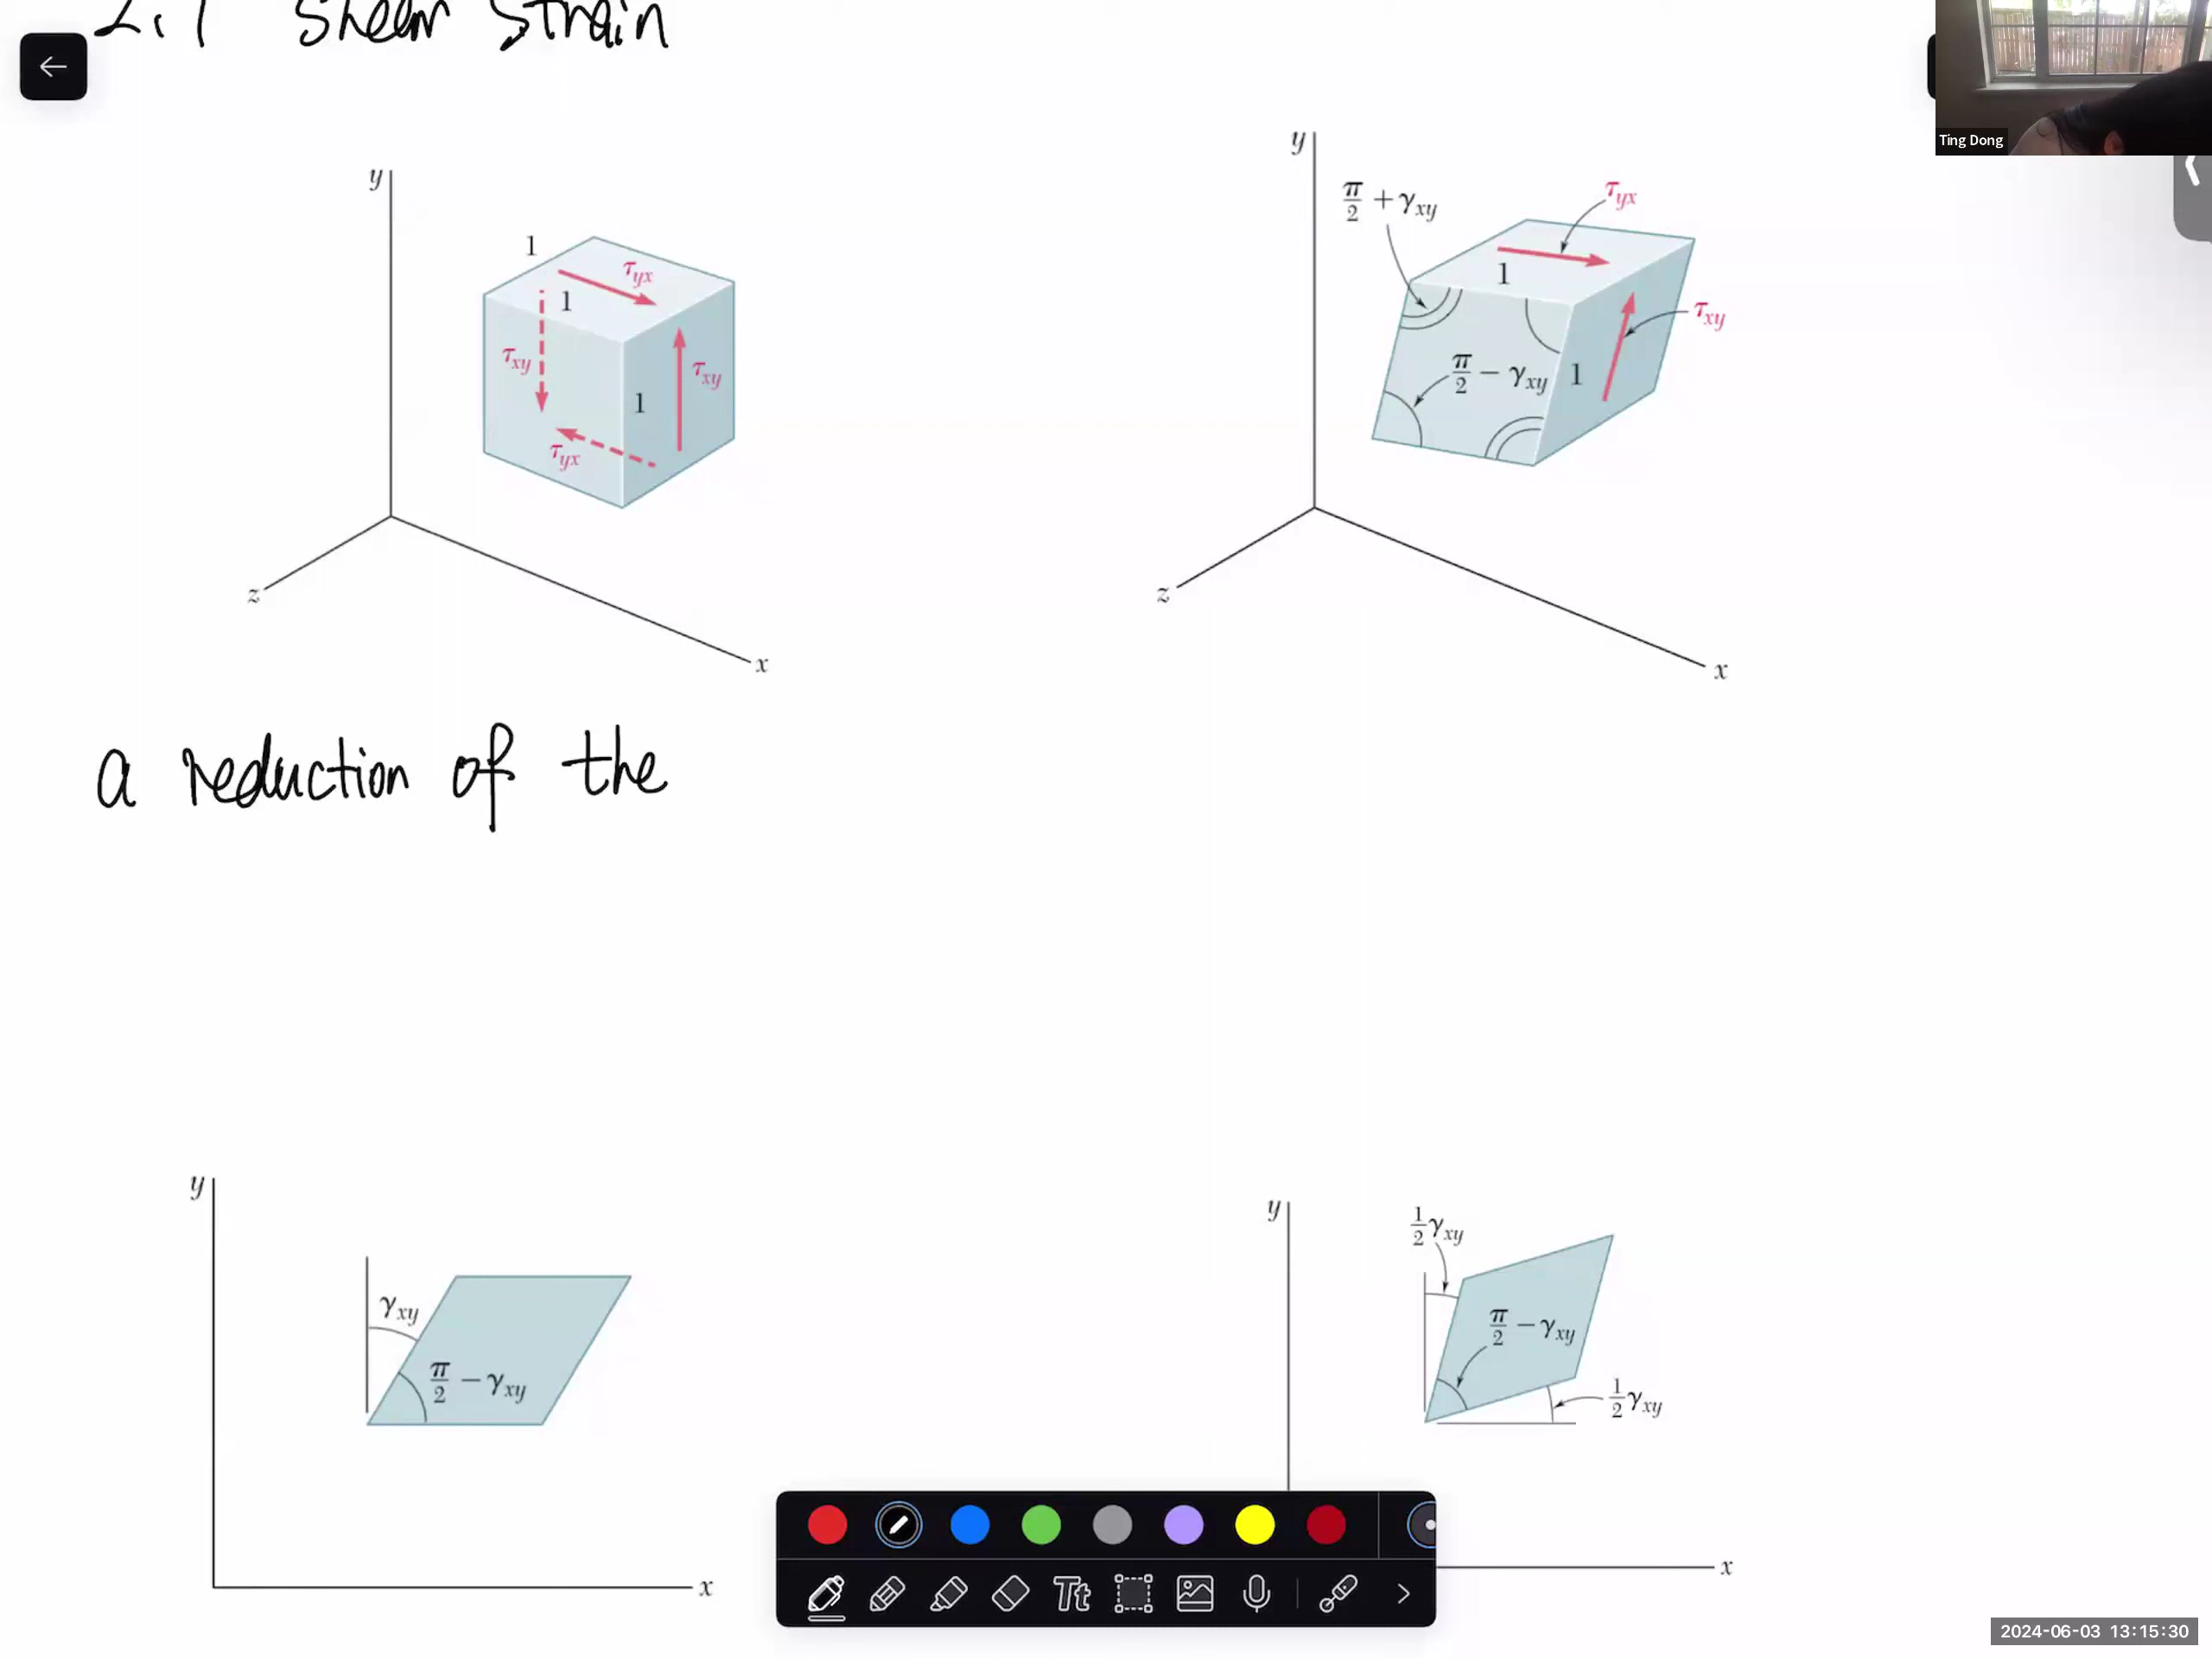 2.1 Shear Strain
Ting Dong
y
1
τyx
1
τxy
τxy
1
τyx
z
x
y
π/2 + γxy
τyx
1
τxy
π/2 − γxy
1
z
x
a reduction of the
y
γxy
π/2 − γxy
x
y
1/2 γxy
π/2 − γxy
1/2 γxy
x
Tt
2024-06-03 13:15:30